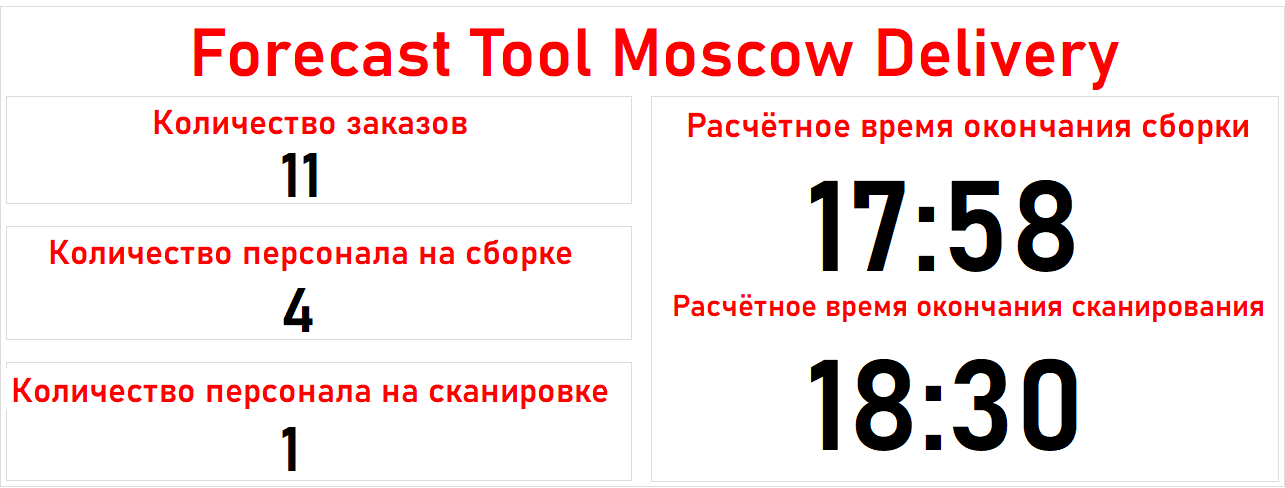 Forecast Tool Moscow Delivery
Количество заказов
11
Количество персонала на сборке
4
Количество персонала на сканировке
1
Расчётное время окончания сборки
17:58
Расчётное время окончания сканирования
18:30